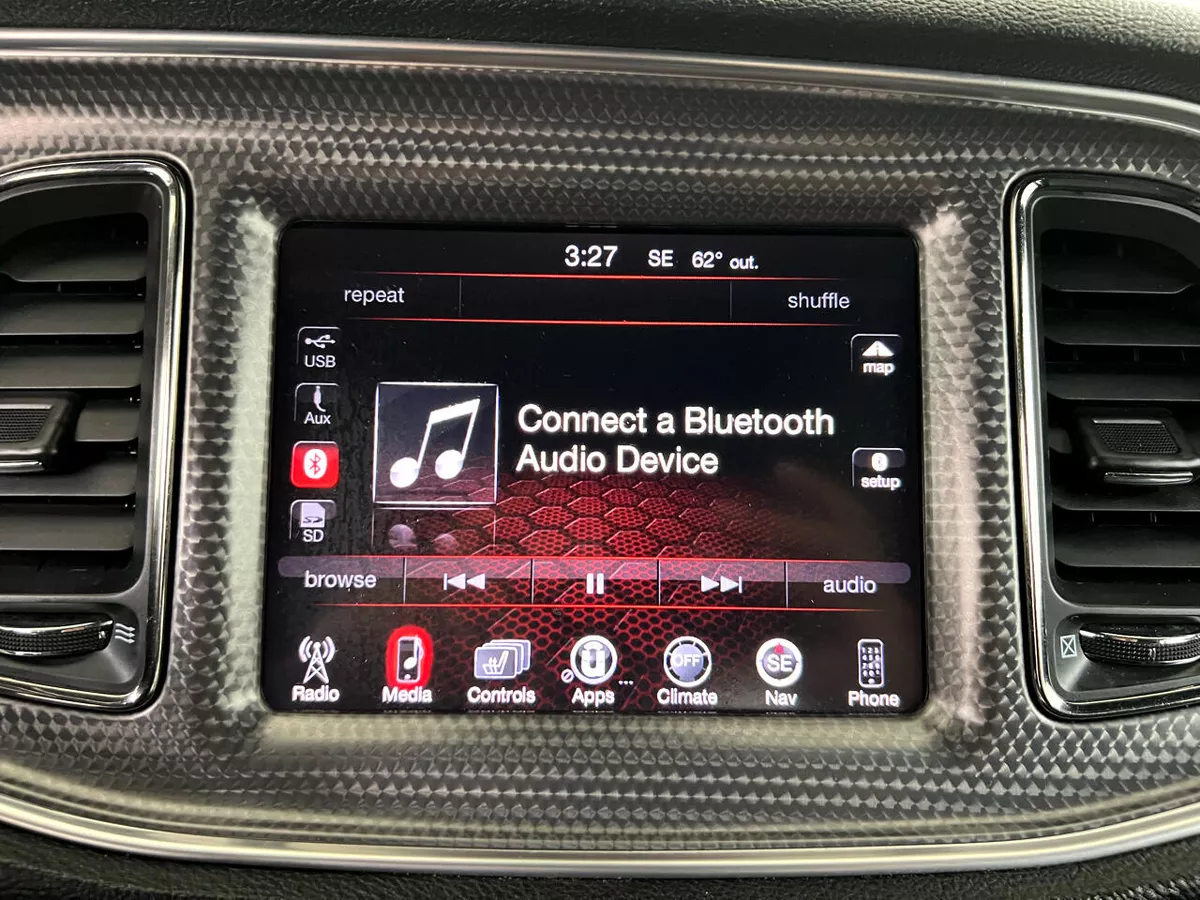 3:27 SE 62° out.
repeat shuffle
USB
map
Aux
Connect a Bluetooth
Audio Device
setup
SD
browse audio
OFF SE
Radio Media Controls Apps Climate Nav Phone